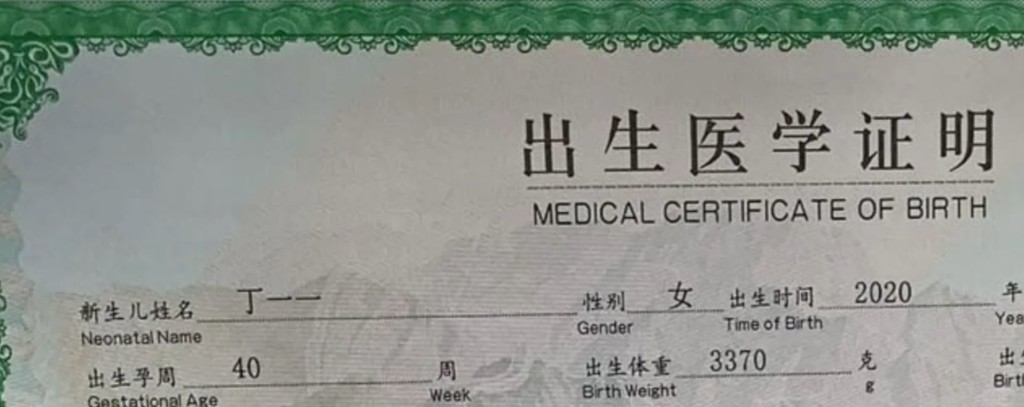 出生医学证明
MEDICAL CERTIFICATE OF BIRTH
新生儿姓名 丁一一 性别 女 出生时间 2020 年
Neonatal Name Gender Time of Birth
出生孕周 40 周 出生体重 3370 克
Gestational Age Week Birth Weight g